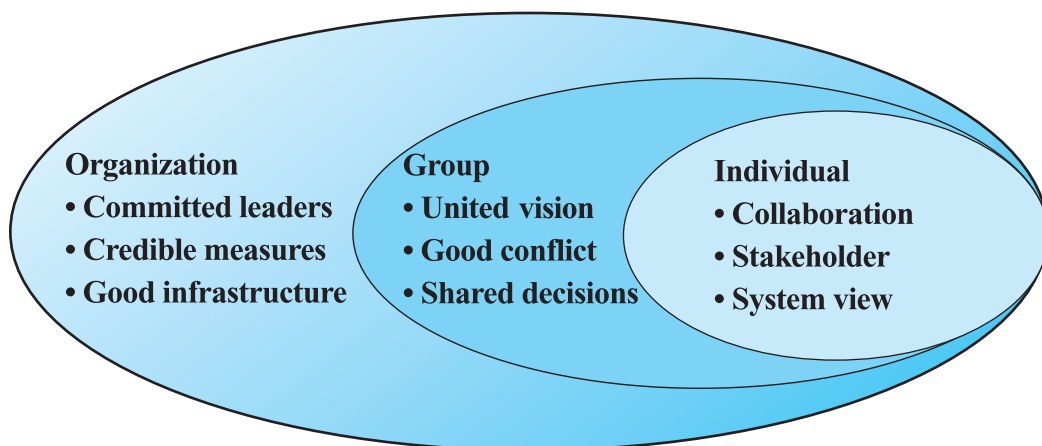 Organization
• Committed leaders
• Credible measures
• Good infrastructure
Group
• United vision
• Good conflict
• Shared decisions
Individual
• Collaboration
• Stakeholder
• System view